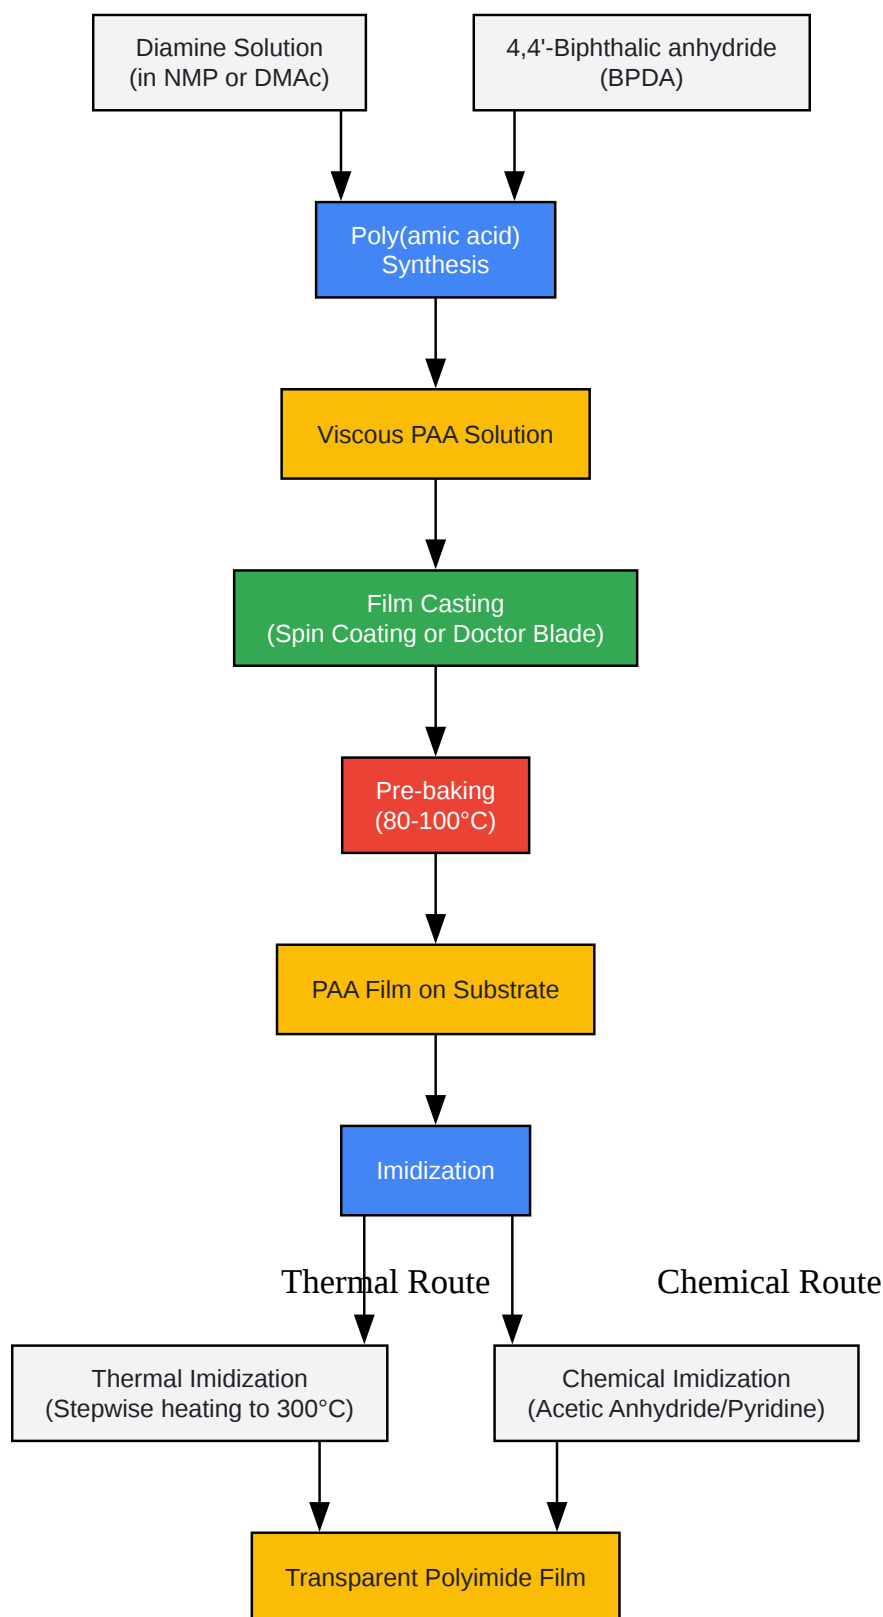 Diamine Solution
(in NMP or DMAc)
4,4'-Biphthalic anhydride
(BPDA)
Poly(amic acid)
Synthesis
Viscous PAA Solution
Film Casting
(Spin Coating or Doctor Blade)
Pre-baking
(80-100°C)
PAA Film on Substrate
Imidization
Thermal Route
Chemical Route
Thermal Imidization
(Stepwise heating to 300°C)
Chemical Imidization
(Acetic Anhydride/Pyridine)
Transparent Polyimide Film